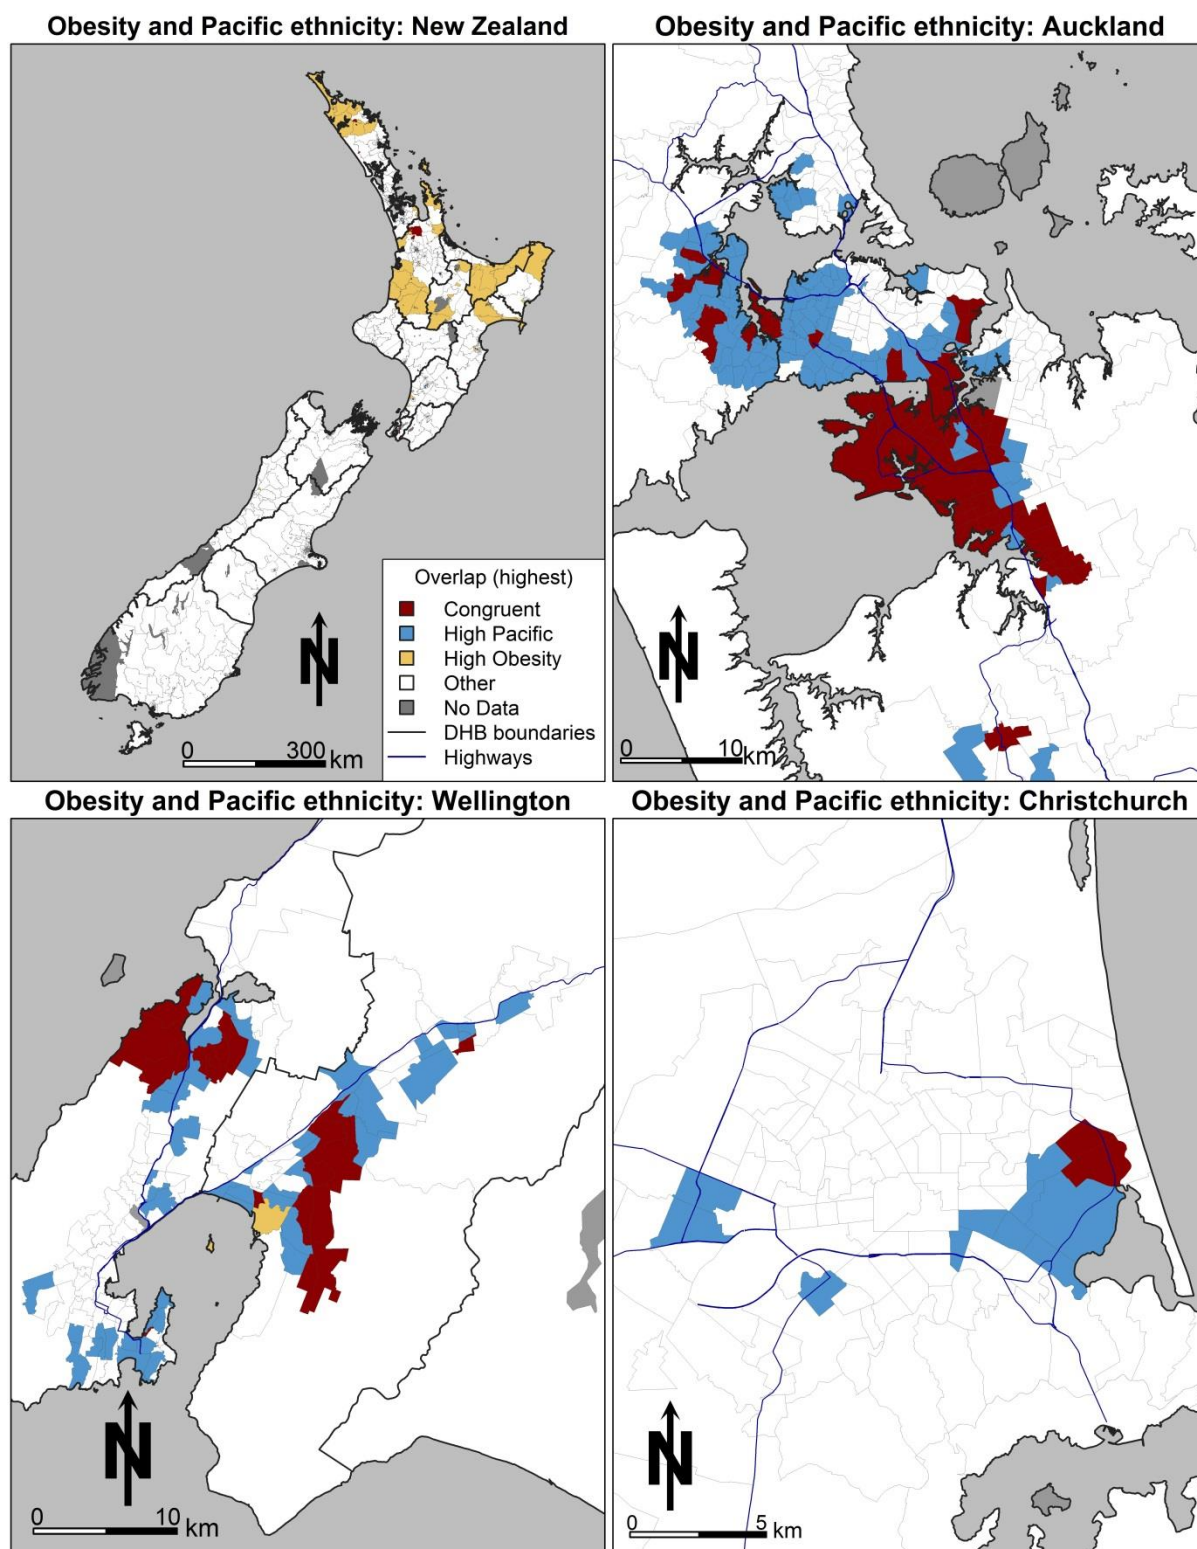 Obesity and Pacific ethnicity: New Zealand
Overlap (highest)
Congruent
High Pacific
High Obesity
Other
No Data
DHB boundaries
Highways
N
0 300 km
Obesity and Pacific ethnicity: Auckland
N
0 10 km
Obesity and Pacific ethnicity: Wellington
N
0 10 km
Obesity and Pacific ethnicity: Christchurch
N
0 5 km